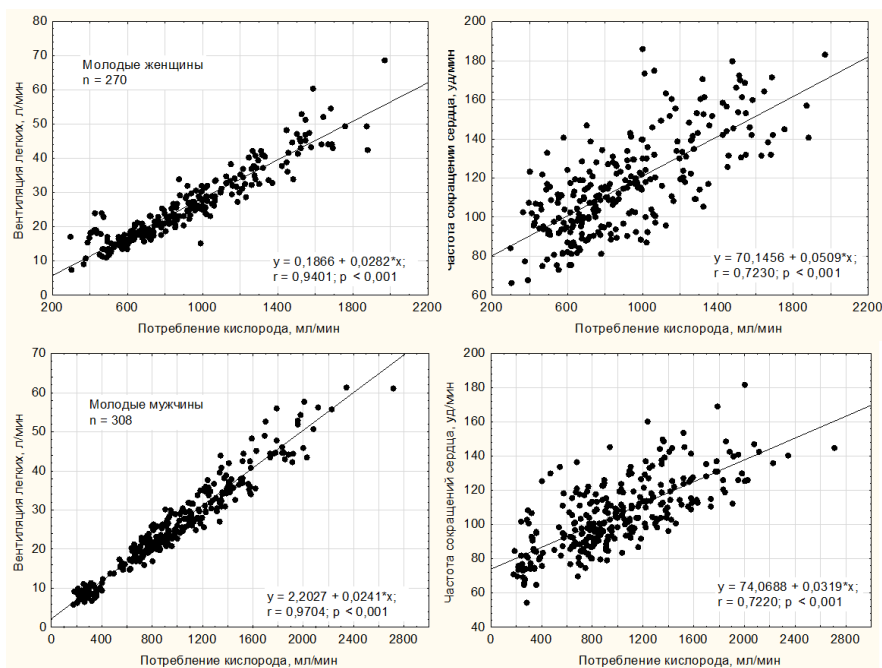 Вентиляция легких, л/мин
80
70
60
50
40
30
20
10
0
Молодые женщины
n = 270
y = 0,1866 + 0,0282*x;
r = 0,9401; p < 0,001
200 600 1000 1400 1800 2200
Потребление кислорода, мл/мин
Частота сокращении сердца, уд/мин
200
180
160
140
120
100
80
60
y = 70,1456 + 0,0509*x;
r = 0,7230; p < 0,001
200 600 1000 1400 1800 2200
Потребление кислорода, мл/мин
Вентиляция легких, л/мин
70
60
50
40
30
20
10
0
Молодые мужчины
n = 308
y = 2,2027 + 0,0241*x;
r = 0,9704; p < 0,001
0 400 800 1200 1600 2000 2400 2800
Потребление кислорода, мл/мин
Частота сокращений сердца, уд/мин
200
180
160
140
120
100
80
60
40
y = 74,0688 + 0,0319*x;
r = 0,7220; p < 0,001
0 400 800 1200 1600 2000 2400 2800
Потребление кислорода, мл/мин